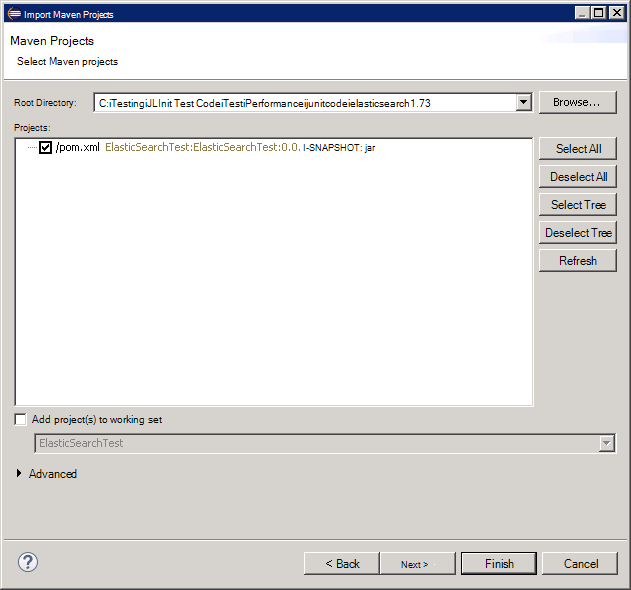 Import Maven Projects
Maven Projects
Select Maven projects
Root Directory: C:iTestingiJLInit Test CodeiTestiPerformanceijunitcodeielasticsearch1.73 Browse...
Projects:
/pom.xml ElasticSearchTest:ElasticSearchTest:0.0. I-SNAPSHOT: jar
Select All
Deselect All
Select Tree
Deselect Tree
Refresh
Add project(s) to working set
ElasticSearchTest
Advanced
? < Back Next > Finish Cancel